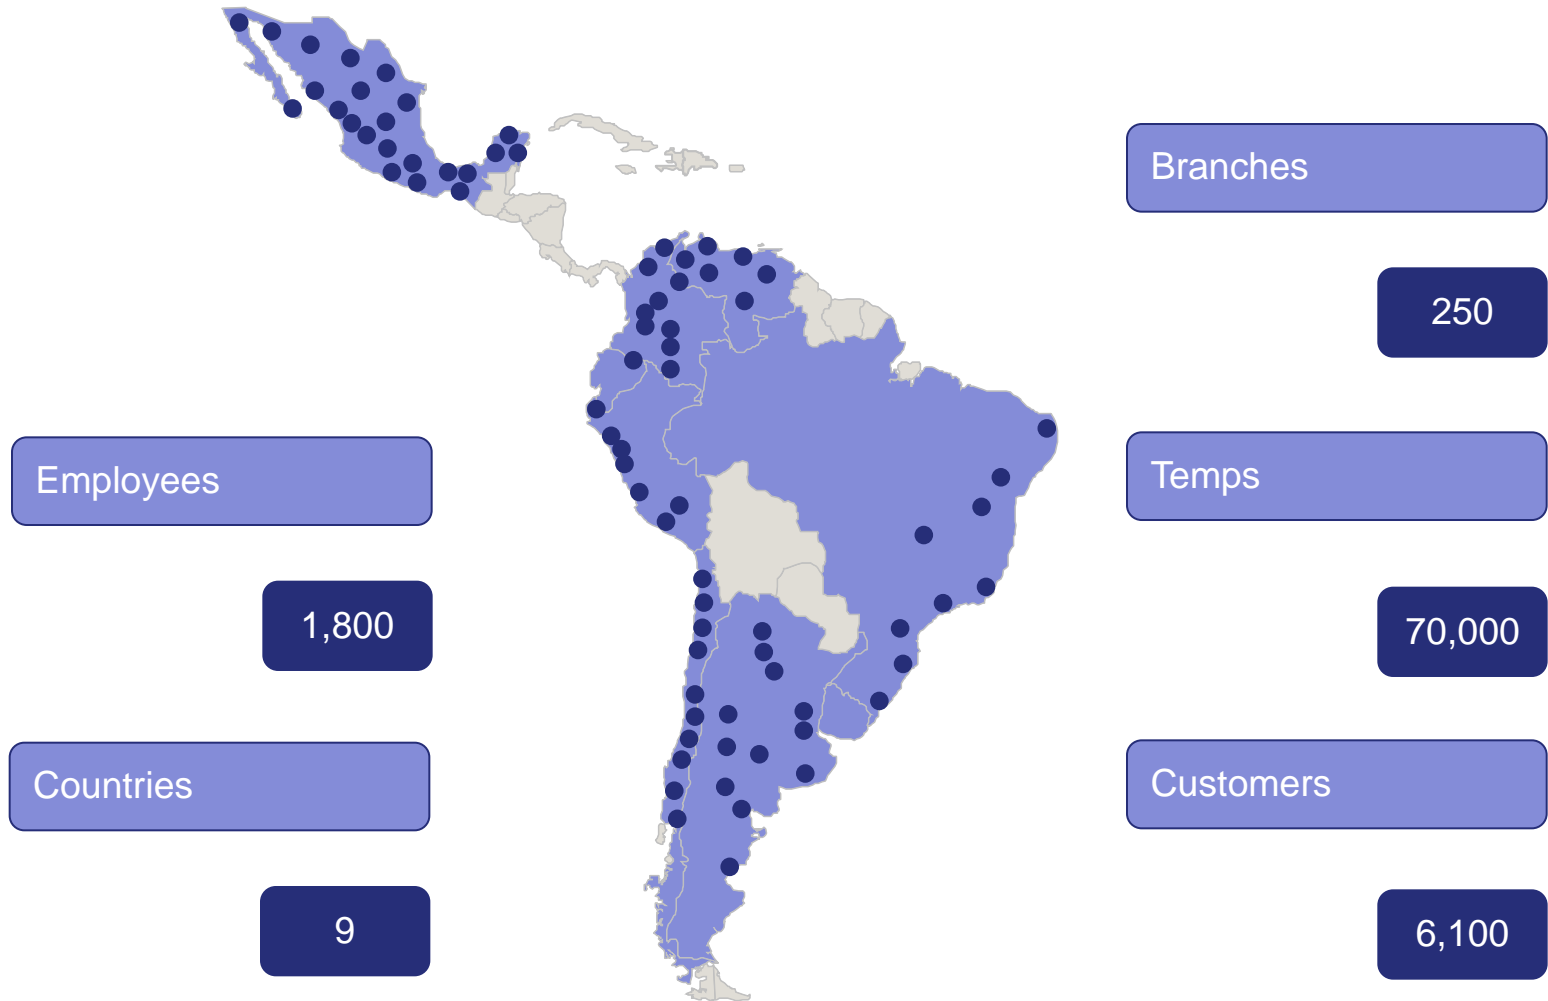 Branches
250
Employees
Temps
1,800
70,000
Countries
Customers
9
6,100